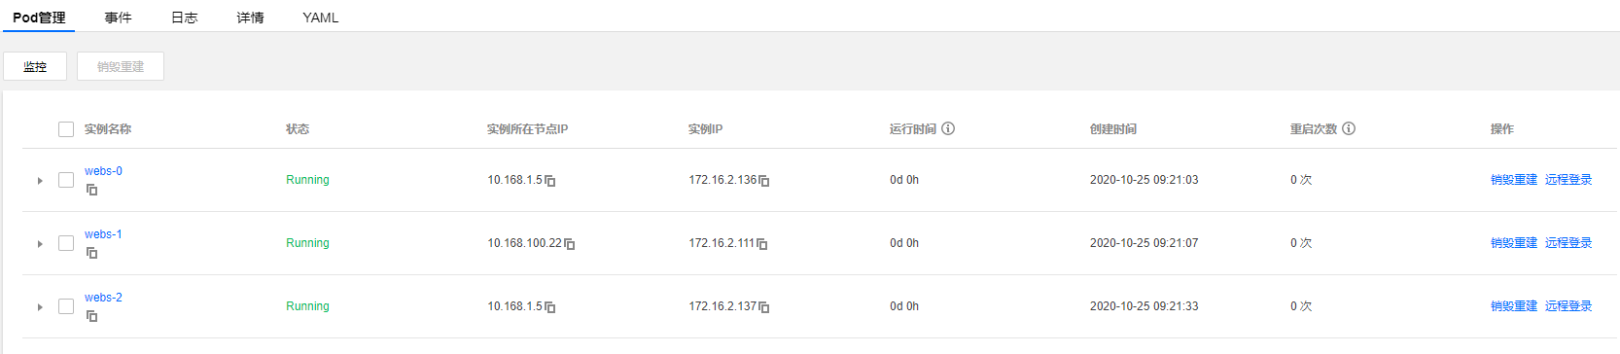 Pod管理 事件 日志 详情 YAML
监控 销毁重建
实例名称 状态 实例所在节点IP 实例IP 运行时间 创建时间 重启次数 操作
webs-0 Running 10.168.1.5 172.16.2.136 0d 0h 2020-10-25 09:21:03 0 次 销毁重建 远程登录
webs-1 Running 10.168.100.22 172.16.2.111 0d 0h 2020-10-25 09:21:07 0 次 销毁重建 远程登录
webs-2 Running 10.168.1.5 172.16.2.137 0d 0h 2020-10-25 09:21:33 0 次 销毁重建 远程登录